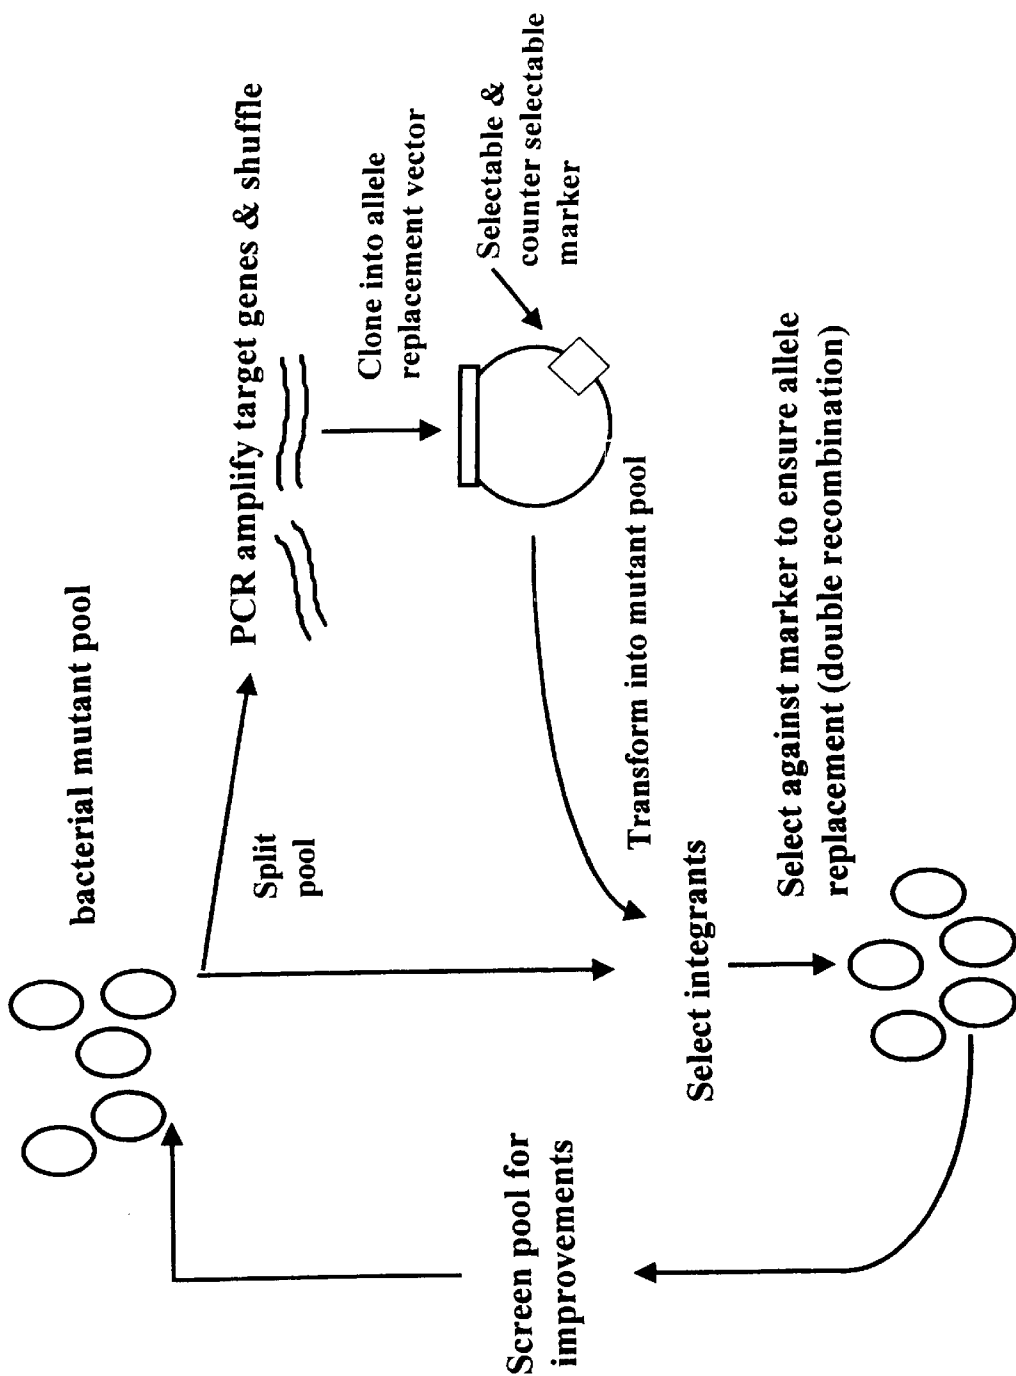 bacterial mutant pool
Split
pool
PCR amplify target genes & shuffle
Clone into allele
replacement vector
Selectable &
counter selectable
marker
Transform into mutant pool
Select integrants
Select against marker to ensure allele
replacement (double recombination)
Screen pool for
improvements